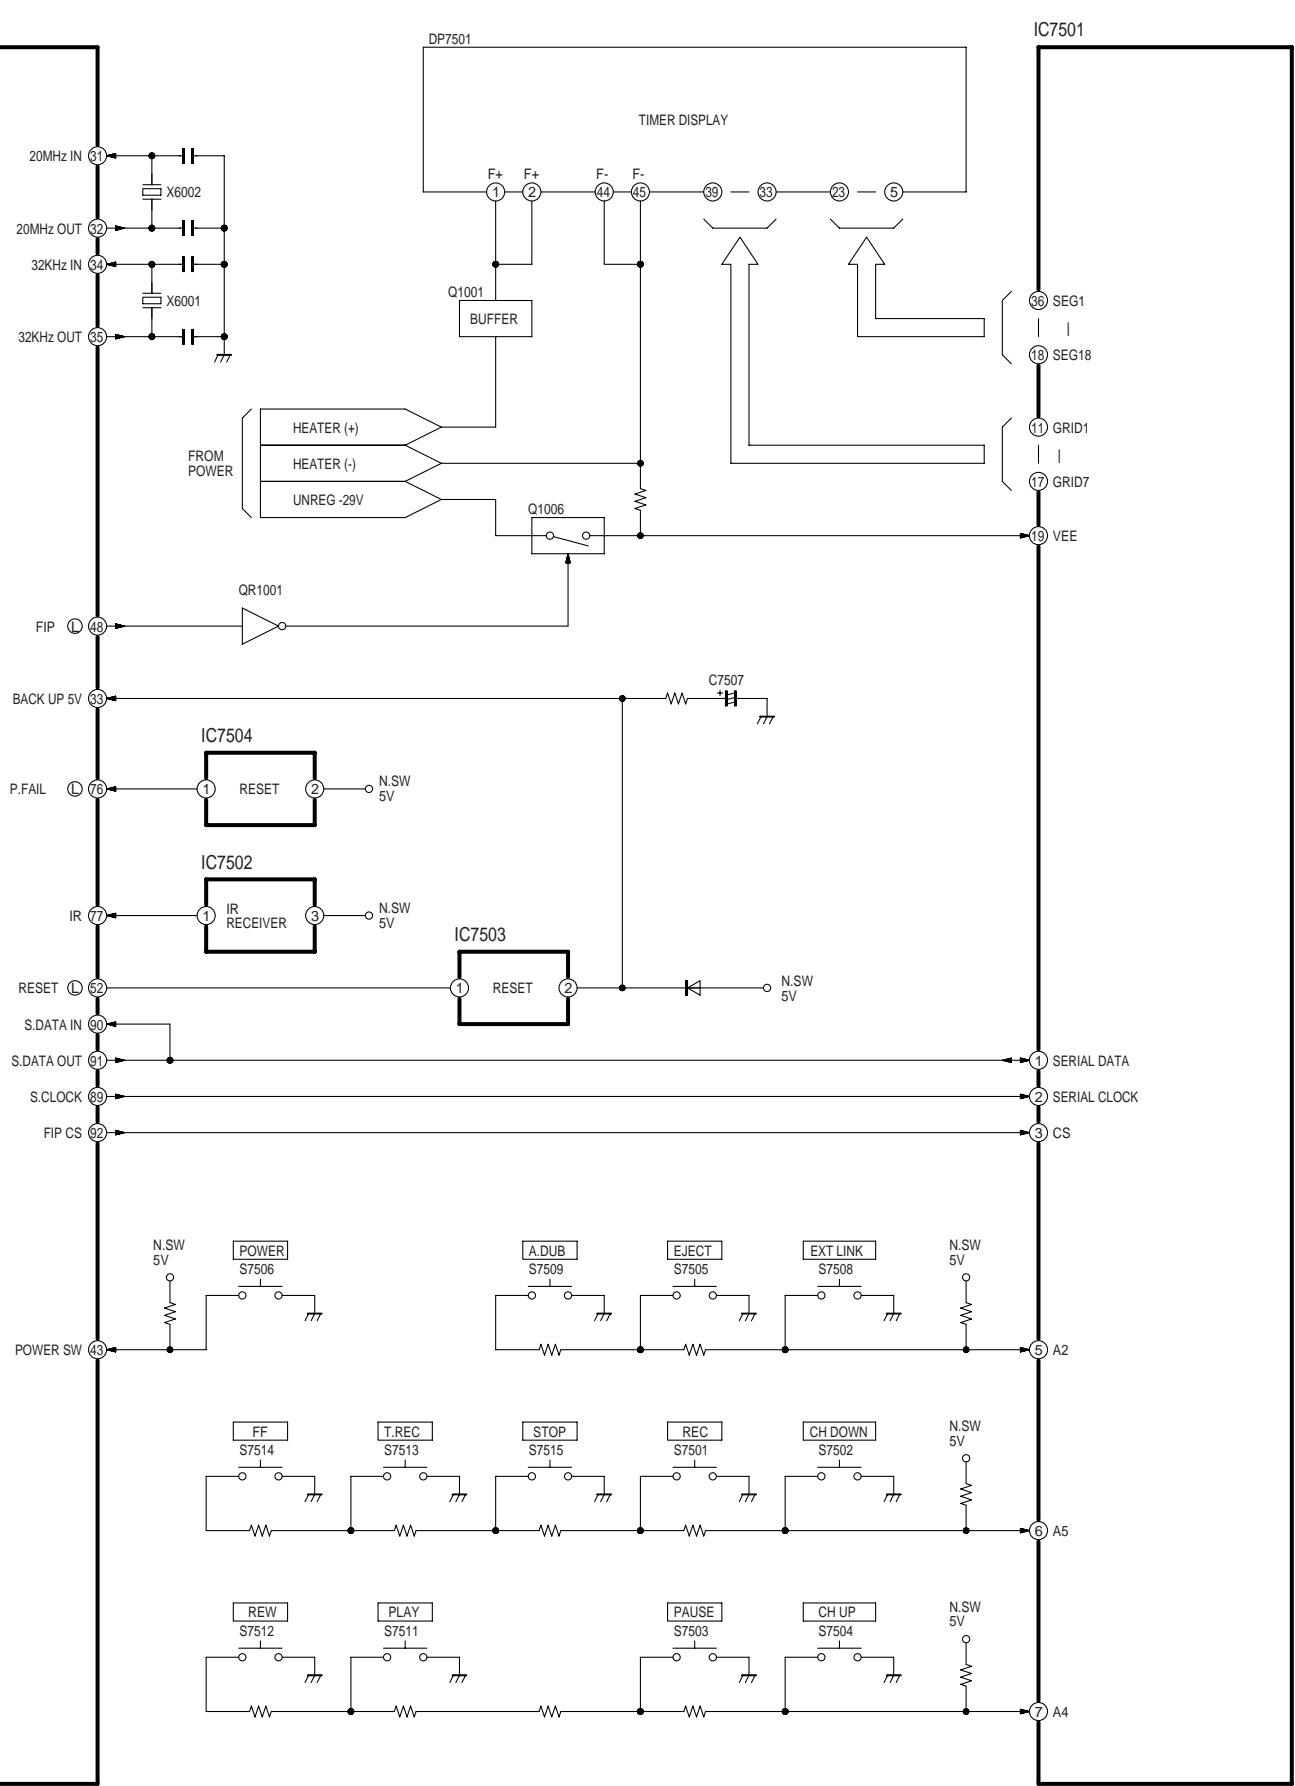 IC7501
DP7501
TIMER DISPLAY
F+ F+ F- F-
1 2 44 45 39 33 23 5
20MHz IN 31
X6002
20MHz OUT 32
32KHz IN 34
X6001
32KHz OUT 35
Q1001
BUFFER
36 SEG1
18 SEG18
11 GRID1
17 GRID7
FROM
POWER
HEATER (+)
HEATER (-)
UNREG -29V
Q1006
19 VEE
QR1001
FIP L 48
BACK UP 5V 33
C7507
+
IC7504
P.FAIL L 76
1 RESET 2
N.SW
5V
IC7502
IR 77
1 IR
RECEIVER 3
N.SW
5V
IC7503
RESET L 52
1 RESET 2
N.SW
5V
S.DATA IN 90
S.DATA OUT 91
1 SERIAL DATA
S.CLOCK 89
2 SERIAL CLOCK
FIP CS 92
3 CS
N.SW
5V
POWER
S7506
A.DUB
S7509
EJECT
S7505
EXT LINK
S7508
N.SW
5V
POWER SW 43
5 A2
FF
S7514
T.REC
S7513
STOP
S7515
REC
S7501
CH DOWN
S7502
N.SW
5V
6 A5
REW
S7512
PLAY
S7511
PAUSE
S7503
CH UP
S7504
N.SW
5V
7 A4